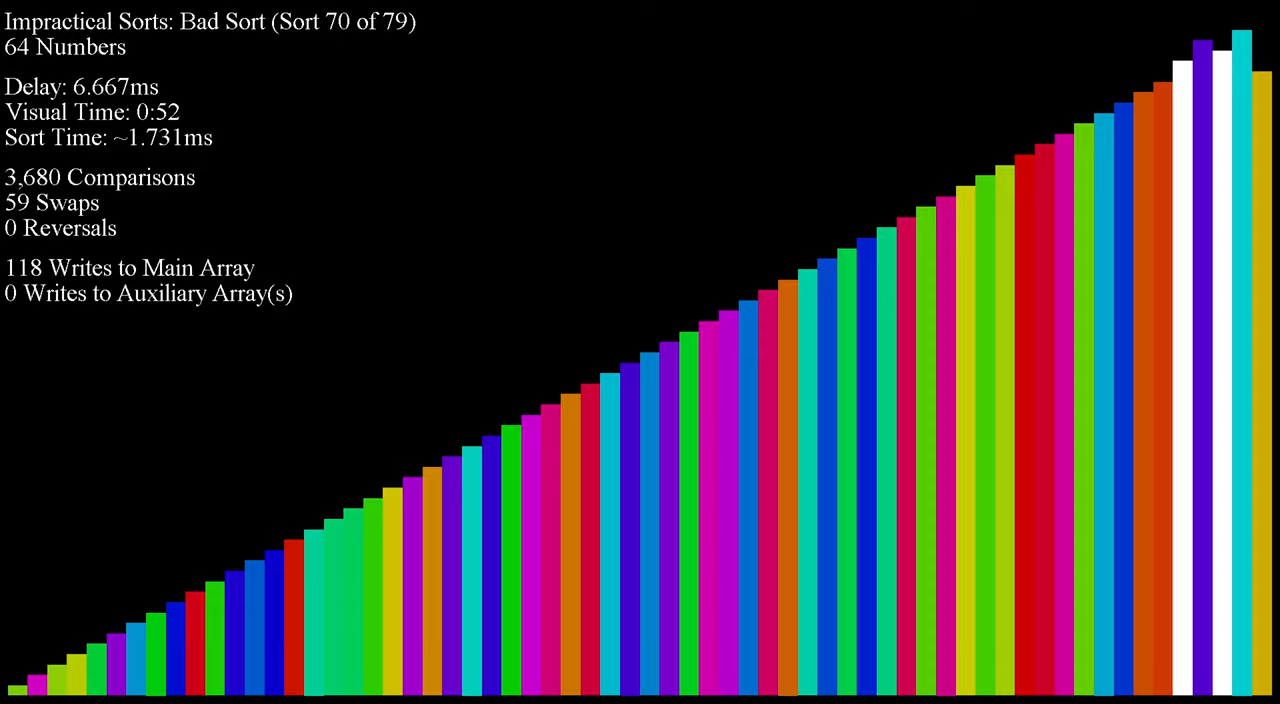 Impractical Sorts: Bad Sort (Sort 70 of 79)
64 Numbers
Delay: 6.667ms
Visual Time: 0:52
Sort Time: ~1.731ms
3,680 Comparisons
59 Swaps
0 Reversals
118 Writes to Main Array
0 Writes to Auxiliary Array(s)